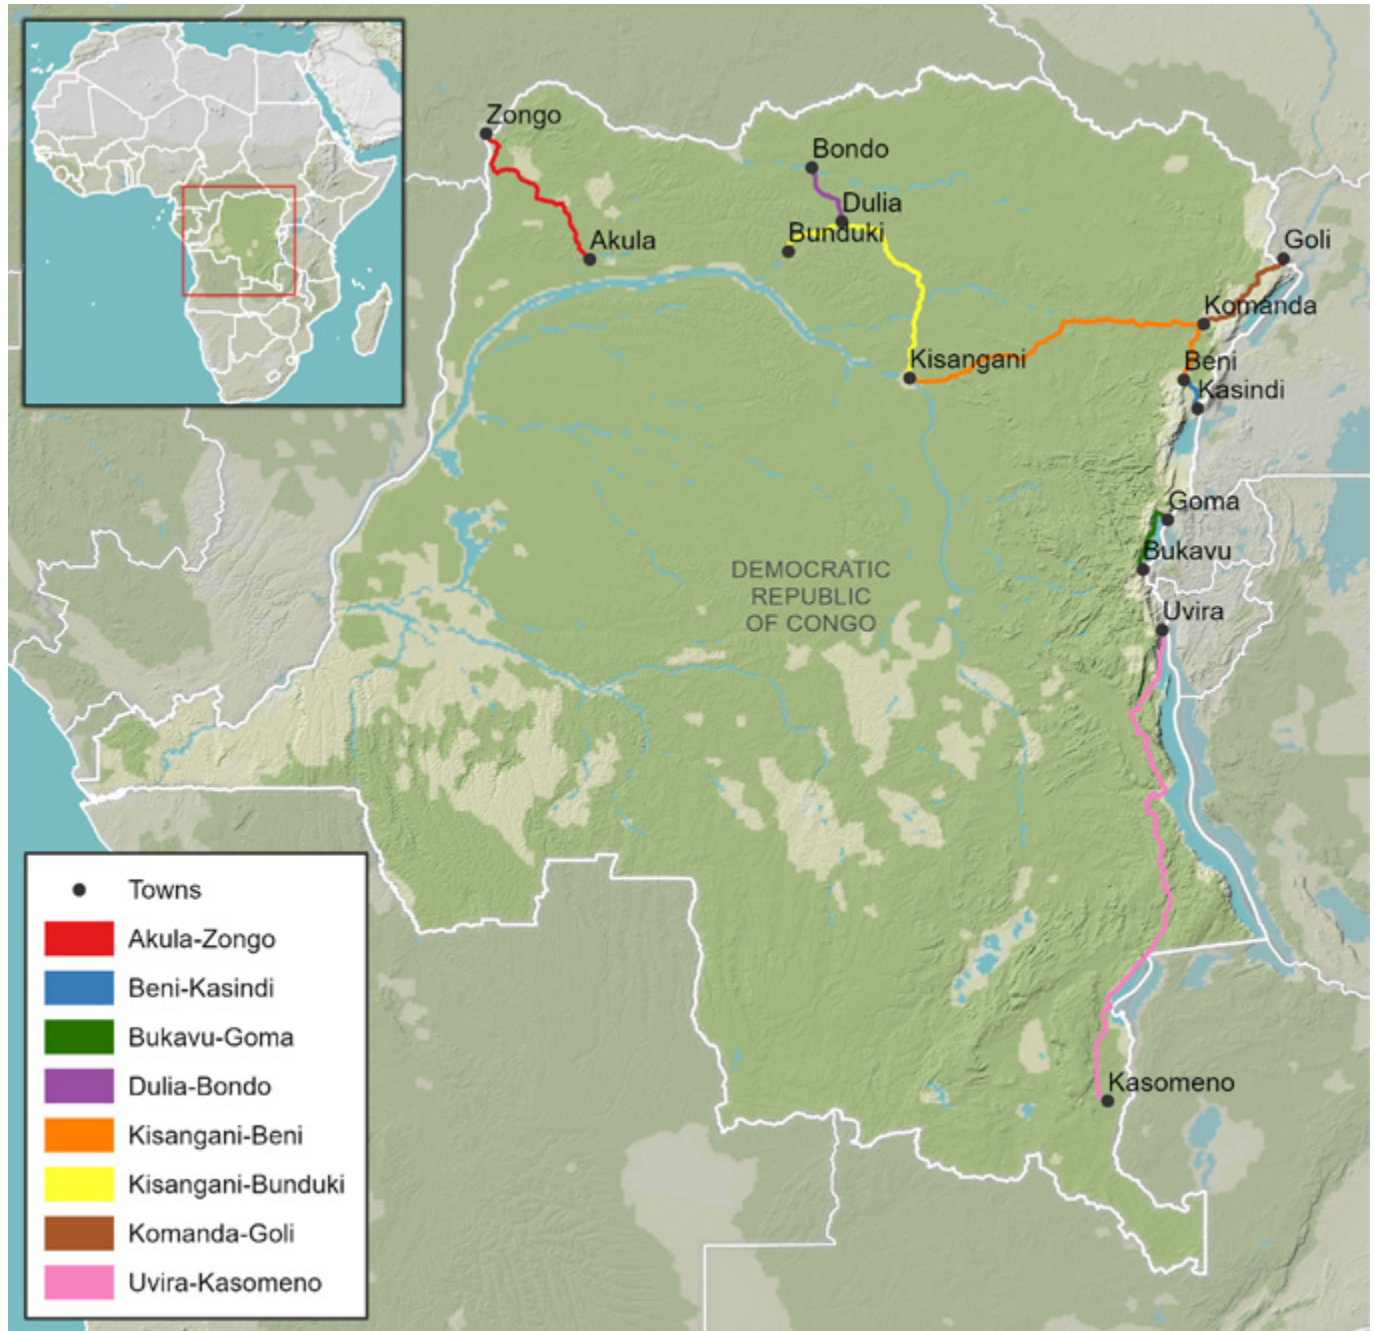 Zongo
Bondo
Dulia
Bunduki
Akula
Goli
Komanda
Kisangani
Beni
Kasindi
Goma
Bukavu
DEMOCRATIC
REPUBLIC
OF CONGO
Uvira
Kasomeno
Towns
Akula-Zongo
Beni-Kasindi
Bukavu-Goma
Dulia-Bondo
Kisangani-Beni
Kisangani-Bunduki
Komanda-Goli
Uvira-Kasomeno